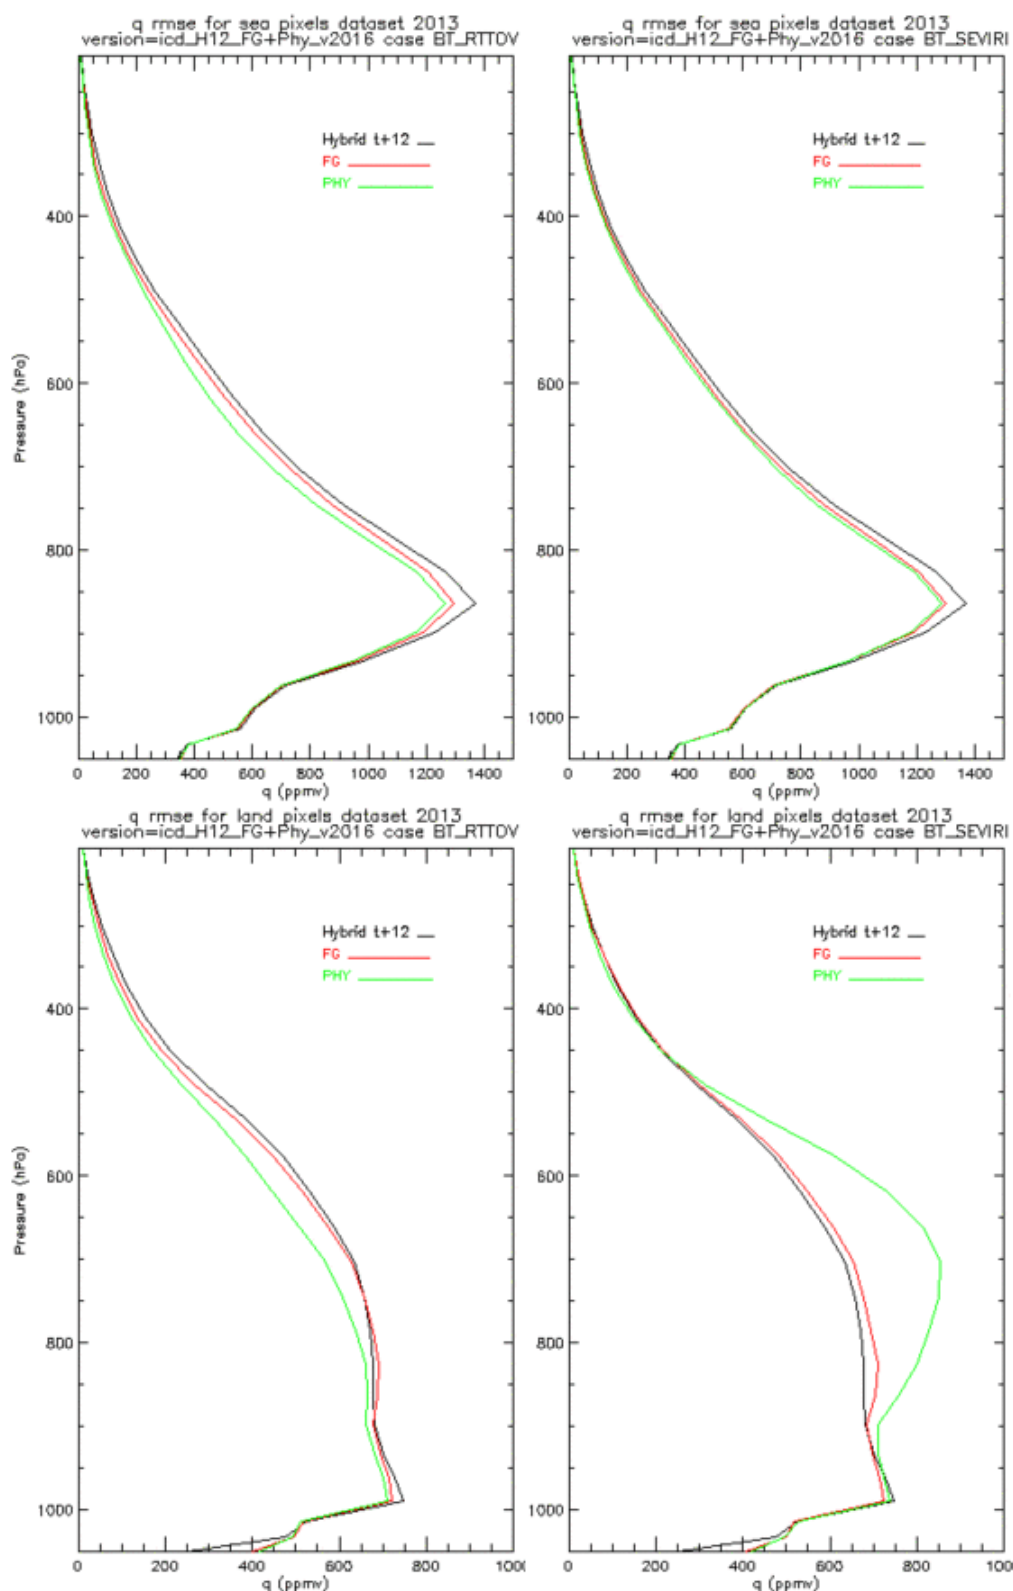 q rmse for sea pixels dataset 2013
version=icd_H12_FG+Phy_v2016 case BT_RTTOV
Hybrid t+12
FG
PHY
400
600
800
1000
Pressure (hPa)
0 200 400 600 800 1000 1200 1400
q (ppmv)
q rmse for sea pixels dataset 2013
version=icd_H12_FG+Phy_v2016 case BT_SEVIRI
Hybrid t+12
FG
PHY
400
600
800
1000
0 200 400 600 800 1000 1200 1400
q (ppmv)
q rmse for land pixels dataset 2013
version=icd_H12_FG+Phy_v2016 case BT_RTTOV
Hybrid t+12
FG
PHY
400
600
800
1000
Pressure (hPa)
0 200 400 600 800 1000
q (ppmv)
q rmse for land pixels dataset 2013
version=icd_H12_FG+Phy_v2016 case BT_SEVIRI
Hybrid t+12
FG
PHY
400
600
800
1000
0 200 400 600 800 1000
q (ppmv)